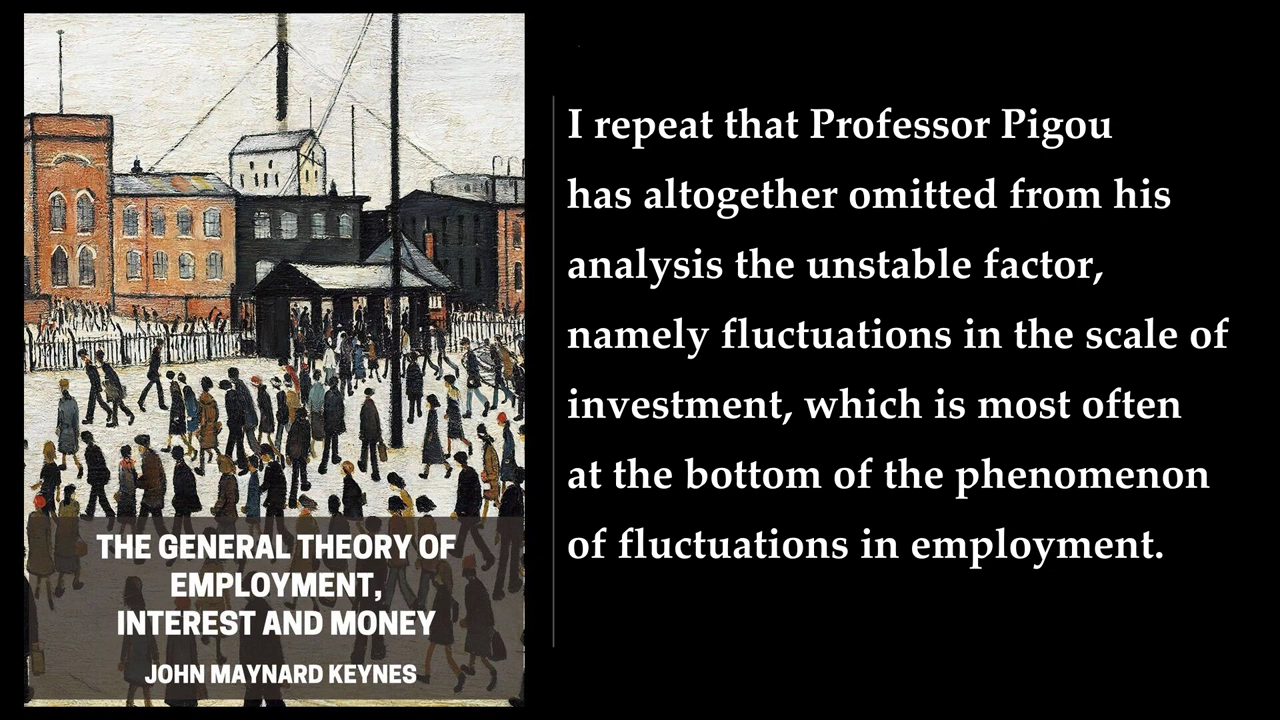 THE GENERAL THEORY OF
EMPLOYMENT,
INTEREST AND MONEY
JOHN MAYNARD KEYNES
I repeat that Professor Pigou
has altogether omitted from his
analysis the unstable factor,
namely fluctuations in the scale of
investment, which is most often
at the bottom of the phenomenon
of fluctuations in employment.